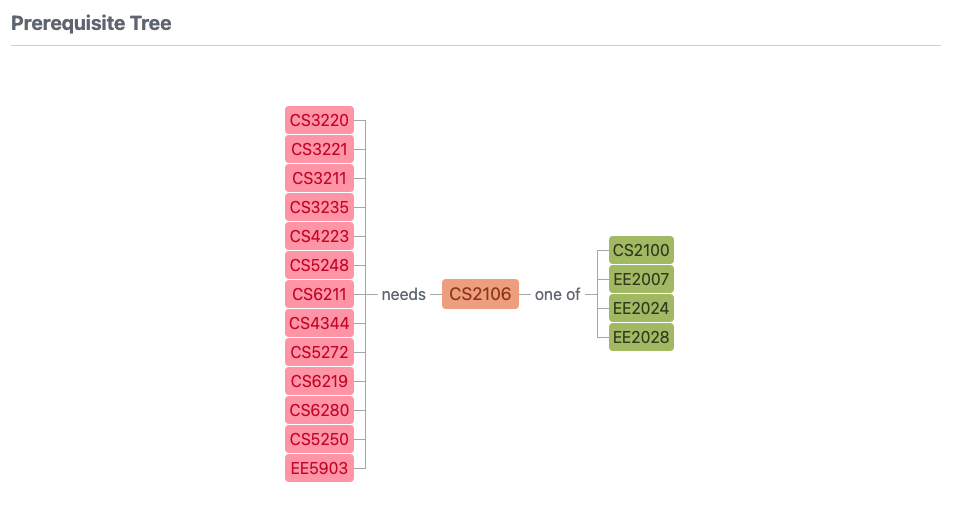 Prerequisite Tree
CS3220
CS3221
CS3211
CS3235
CS4223
CS5248
CS6211
CS4344
CS5272
CS6219
CS6280
CS5250
EE5903
needs
CS2106
one of
CS2100
EE2007
EE2024
EE2028